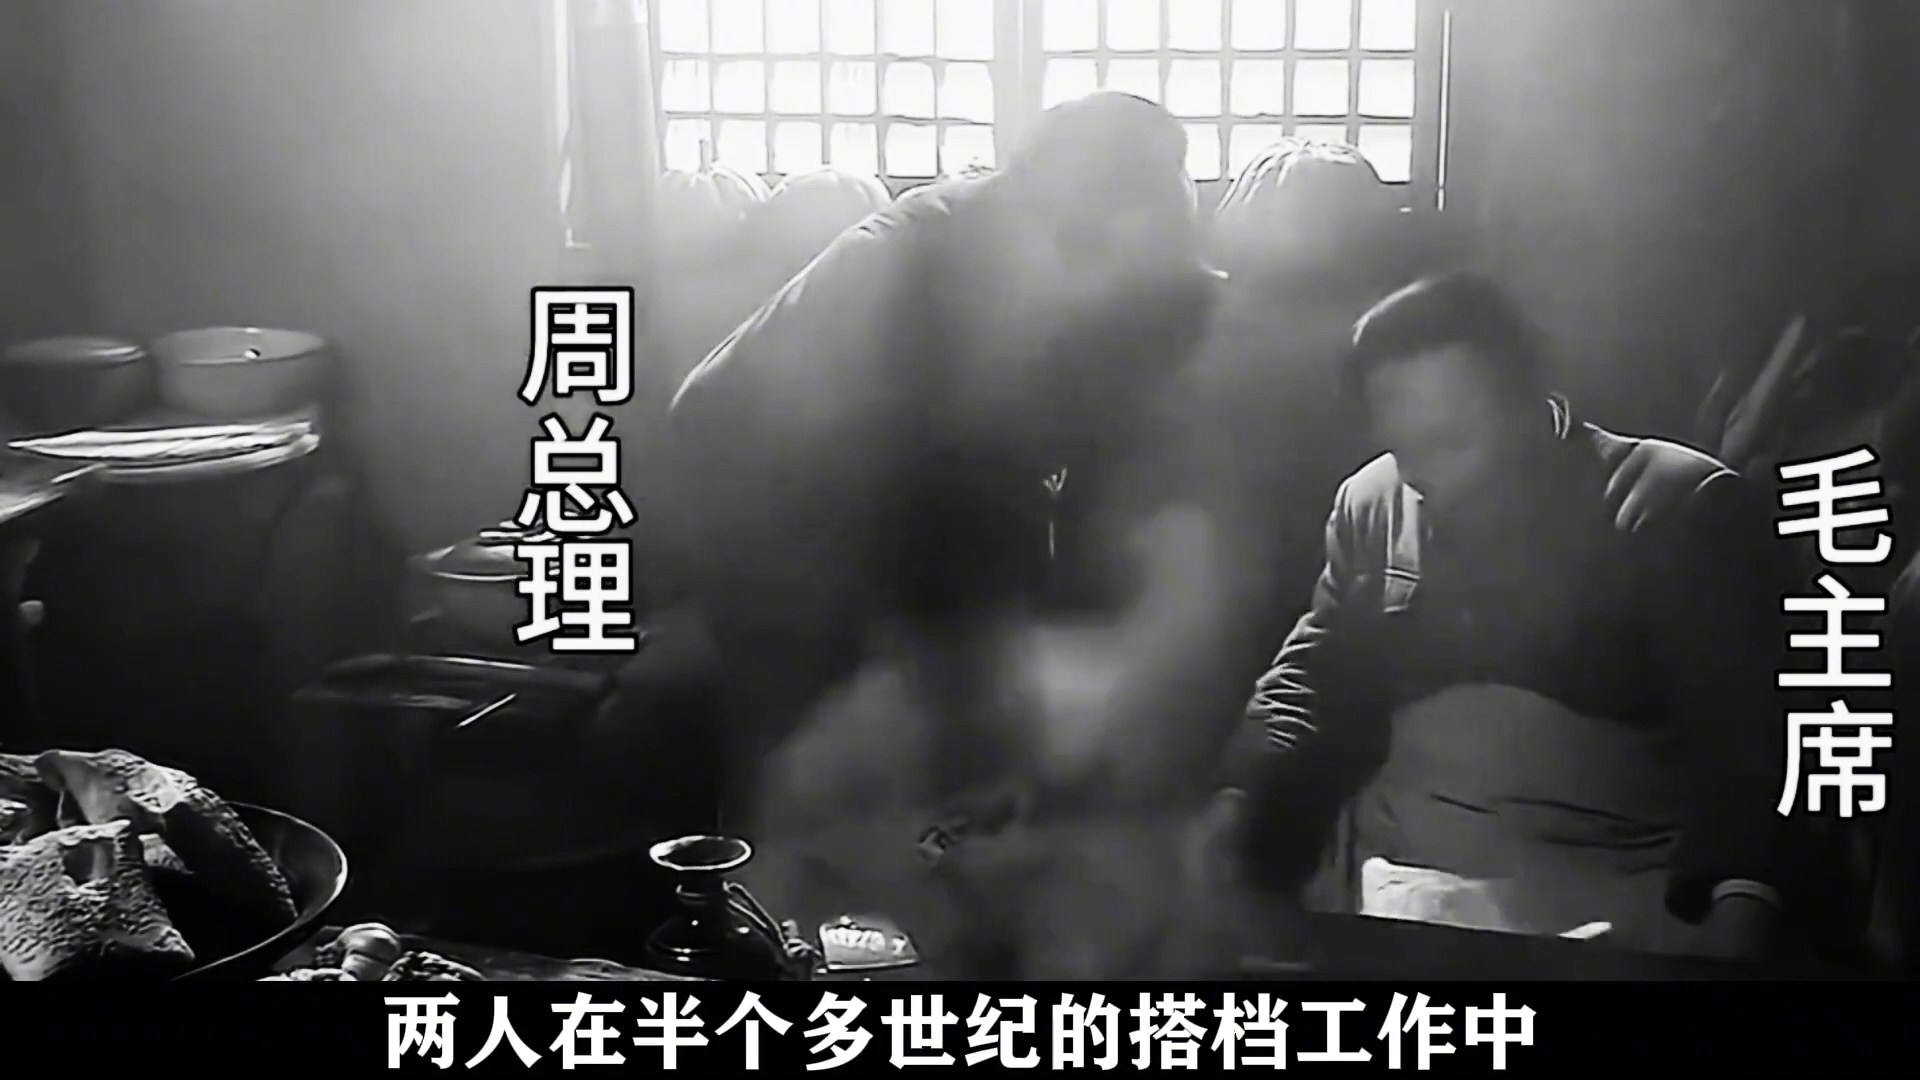 周总理
毛主席
两人在半个多世纪的搭档工作中